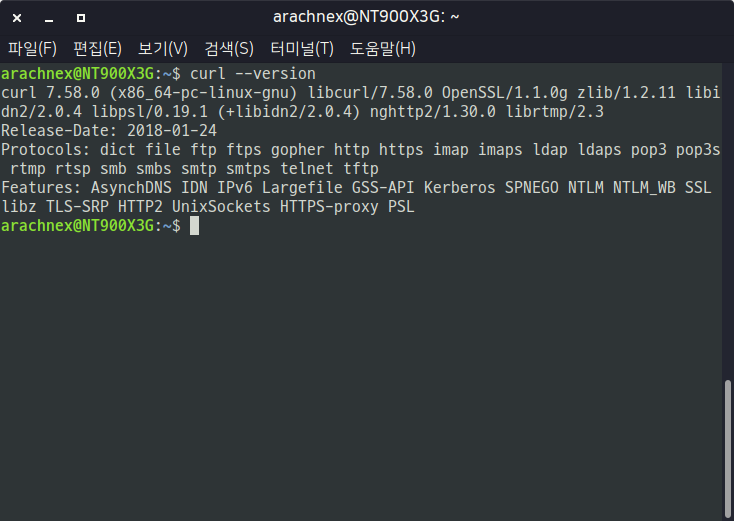 arachnex@NT900X3G: ~
파일(F) 편집(E) 보기(V) 검색(S) 터미널(T) 도움말(H)
arachnex@NT900X3G:~$ curl --version
curl 7.58.0 (x86_64-pc-linux-gnu) libcurl/7.58.0 OpenSSL/1.1.0g zlib/1.2.11 libi
dn2/2.0.4 libpsl/0.19.1 (+libidn2/2.0.4) nghttp2/1.30.0 librtmp/2.3
Release-Date: 2018-01-24
Protocols: dict file ftp ftps gopher http https imap imaps ldap ldaps pop3 pop3s
 rtmp rtsp smb smbs smtp smtps telnet tftp
Features: AsynchDNS IDN IPv6 Largefile GSS-API Kerberos SPNEGO NTLM NTLM_WB SSL
libz TLS-SRP HTTP2 UnixSockets HTTPS-proxy PSL
arachnex@NT900X3G:~$